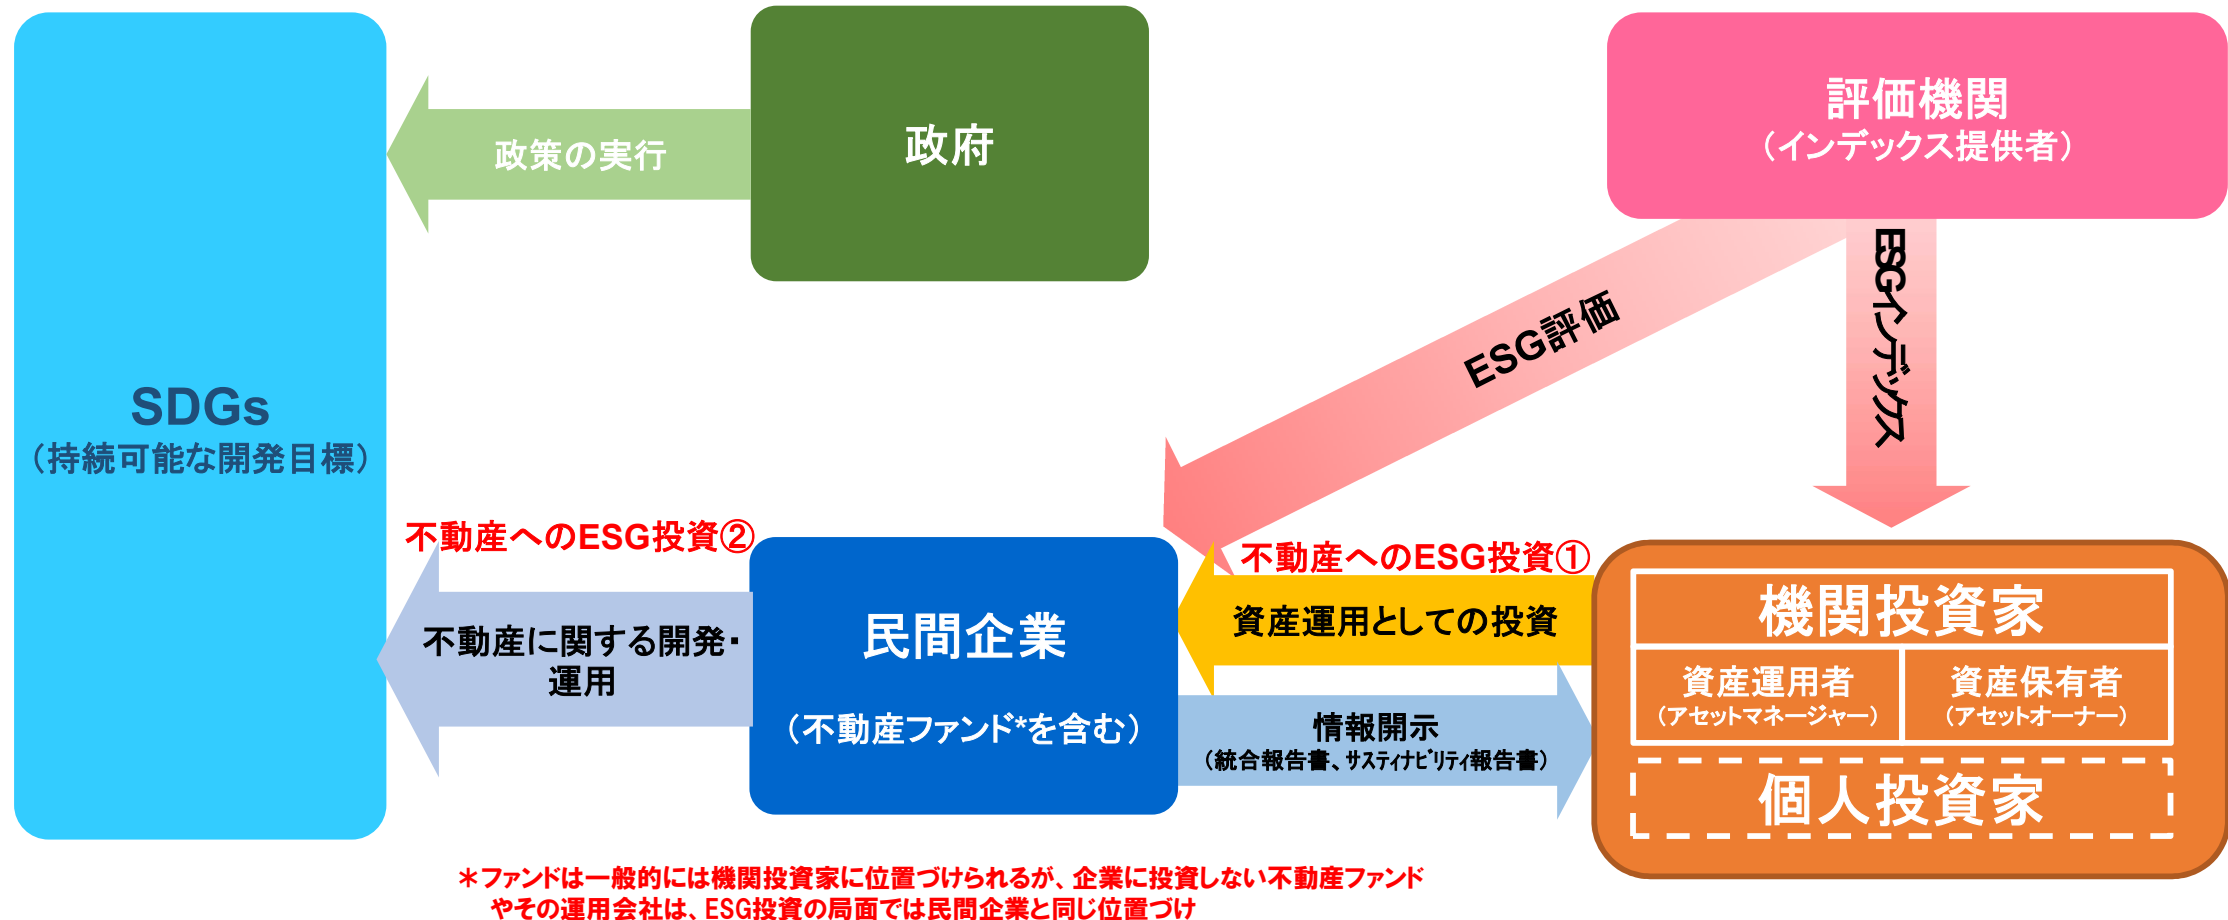 SDGs
（持続可能な開発目標）
政策の実行
政府
評価機関
（インデックス提供者）
ESG評価
ESGインデックス
不動産へのESG投資②
不動産に関する開発・
運用
民間企業
（不動産ファンド*を含む）
不動産へのESG投資①
資産運用としての投資
情報開示
（統合報告書、ｻｽﾃｨﾅﾋﾞﾘﾃｨ報告書）
機関投資家
資産運用者
（アセットマネージャー）
資産保有者
（アセットオーナー）
個人投資家
＊ファンドは一般的には機関投資家に位置づけられるが、企業に投資しない不動産ファンド
やその運用会社は、ESG投資の局面では民間企業と同じ位置づけ